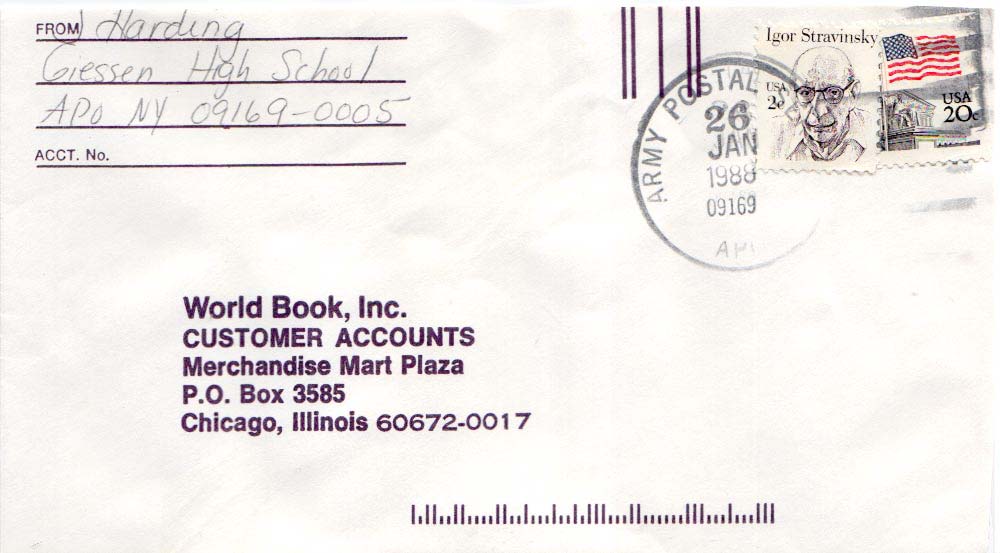 FROM J Harding
Giessen High School
APO NY 09169-0005
ACCT. No.
ARMY POSTAL
26
JAN
1988
09169
Igor Stravinsky
USA
2c
USA
20c
World Book, Inc.
CUSTOMER ACCOUNTS
Merchandise Mart Plaza
P.O. Box 3585
Chicago, Illinois 60672-0017